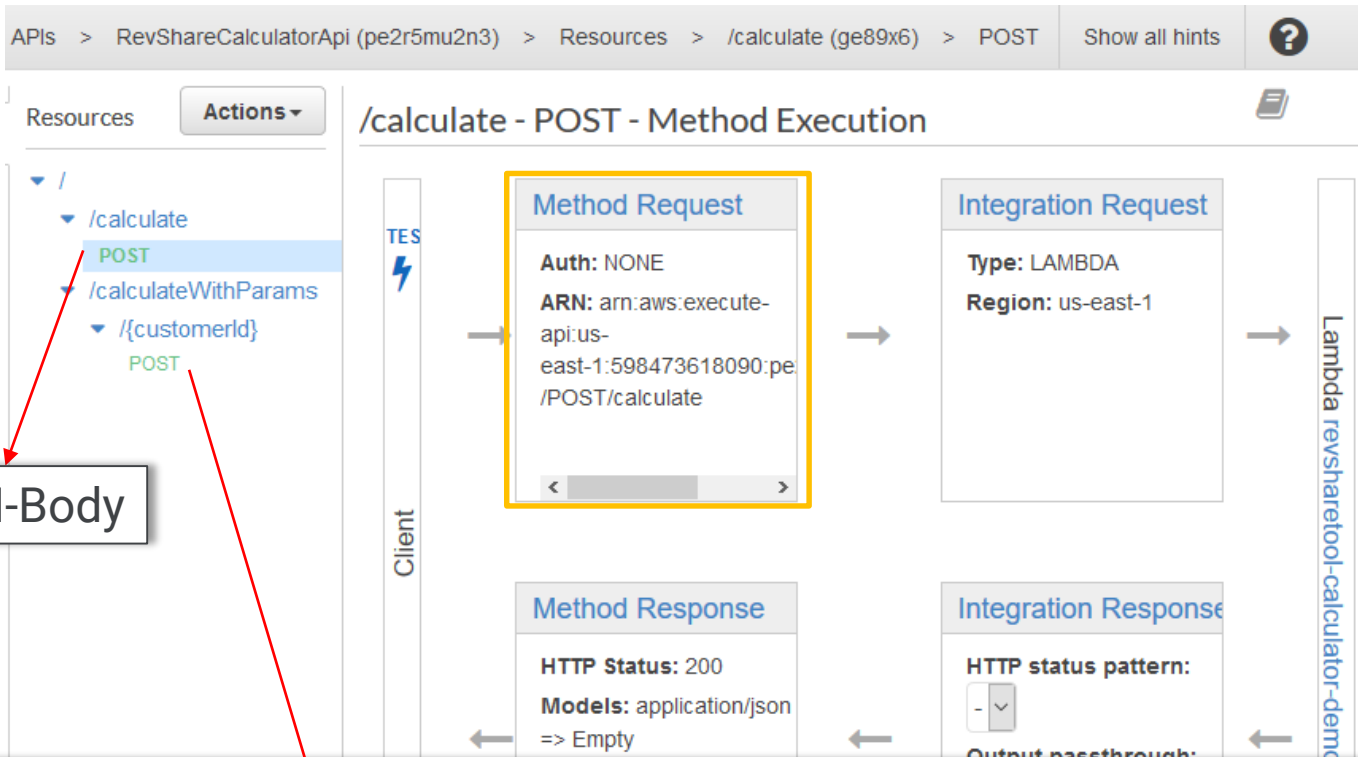 APIs > RevShareCalculatorApi (pe2r5mu2n3) > Resources > /calculate (ge89x6) > POST Show all hints ?
Resources Actions
/calculate - POST - Method Execution
/
/calculate
POST
/calculateWithParams
/{customerId}
POST
-Body
TES
Client
Method Request
Auth: NONE
ARN: arn:aws:execute-
api:us-
east-1:598473618090:pe
/POST/calculate
Integration Request
Type: LAMBDA
Region: us-east-1
Method Response
HTTP Status: 200
Models: application/json
=> Empty
Integration Response
HTTP status pattern:
-
Output passthrough:
Lambda revsharetool-calculator-demo